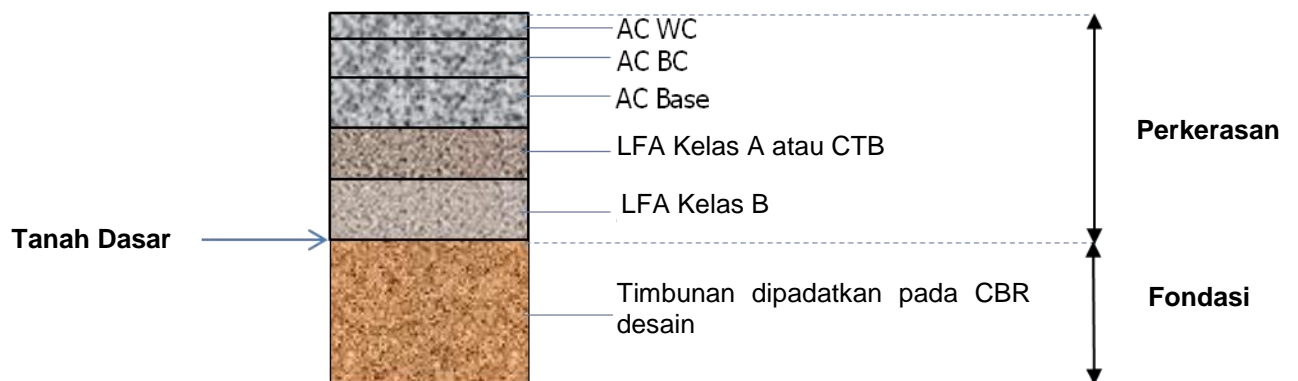 AC WC
AC BC
AC Base
LFA Kelas A atau CTB
Perkerasan
LFA Kelas B
Tanah Dasar
Timbunan dipadatkan pada CBR
desain
Fondasi